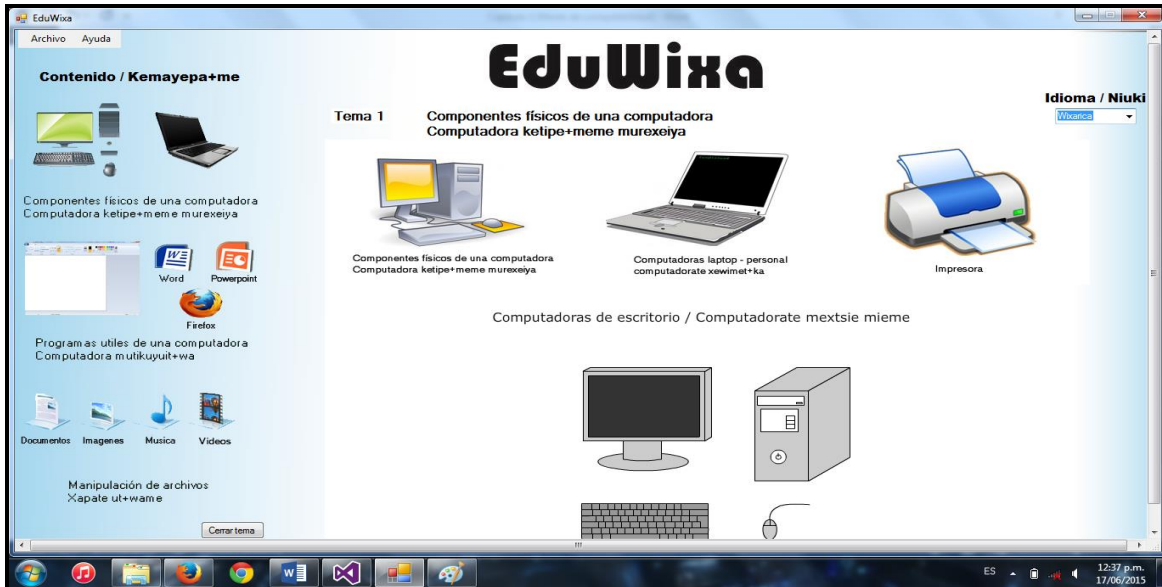 EduWixa
Archivo Ayuda
EduWixa
Contenido / Kemayepa+me
Idioma / Niuki
Wixarica
Tema 1 Componentes físicos de una computadora
Computadora ketipe+meme murexeiya
Componentes físicos de una computadora
Computadora ketipe+meme murexeiya
Componentes físicos de una computadora
Computadora ketipe+meme murexeiya
Computadoras laptop - personal
computadorate xewimet+ka
Impresora
Word
Powerpoint
Firefox
Programas utiles de una computadora
Computadora mutikuyuit+wa
Computadoras de escritorio / Computadorate mextsie mieme
Documentos
Imagenes
Musica
Videos
Manipulación de archivos
Xapate ut+wame
Cerrar tema
ES
12:37 p.m.
17/06/2015